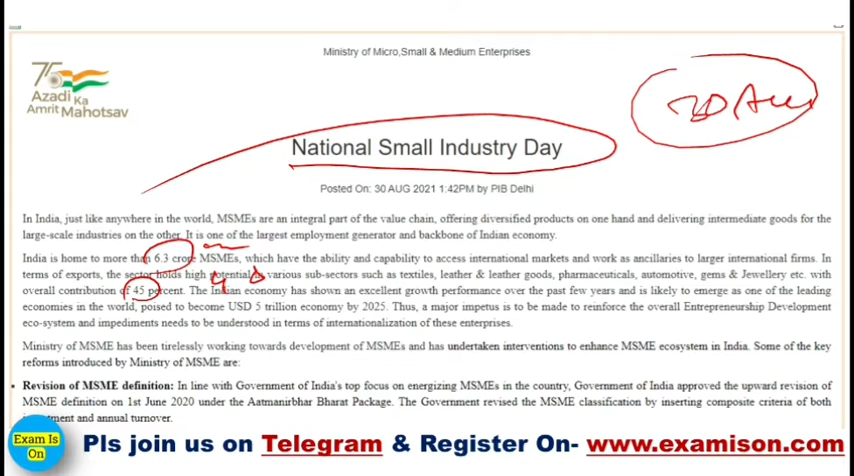 Ministry of Micro,Small & Medium Enterprises
75
Azadi Ka
Amrit Mahotsav
30 Aug
National Small Industry Day
Posted On: 30 AUG 2021 1:42PM by PIB Delhi
In India, just like anywhere in the world, MSMEs are an integral part of the value chain, offering diversified products on one hand and delivering intermediate goods for the
large-scale industries on the other. It is one of the largest employment generator and backbone of Indian economy.
India is home to more than 6.3 crore MSMEs, which have the ability and capability to access international markets and work as ancillaries to larger international firms. In
terms of exports, the sector holds high potential in various sub-sectors such as textiles, leather & leather goods, pharmaceuticals, automotive, gems & Jewellery etc. with
overall contribution of 45 percent. The Indian economy has shown an excellent growth performance over the past few years and is likely to emerge as one of the leading
economies in the world, poised to become USD 5 trillion economy by 2025. Thus, a major impetus is to be made to reinforce the overall Entrepreneurship Development
eco-system and impediments needs to be understood in terms of internationalization of these enterprises.
Ministry of MSME has been tirelessly working towards development of MSMEs and has undertaken interventions to enhance MSME ecosystem in India. Some of the key
reforms introduced by Ministry of MSME are:
• Revision of MSME definition: In line with Government of India's top focus on energizing MSMEs in the country, Government of India approved the upward revision of
MSME definition on 1st June 2020 under the Aatmanirbhar Bharat Package. The Government revised the MSME classification by inserting composite criteria of both
and annual turnover.
Exam Is
On
Pls join us on Telegram & Register On- www.examison.com